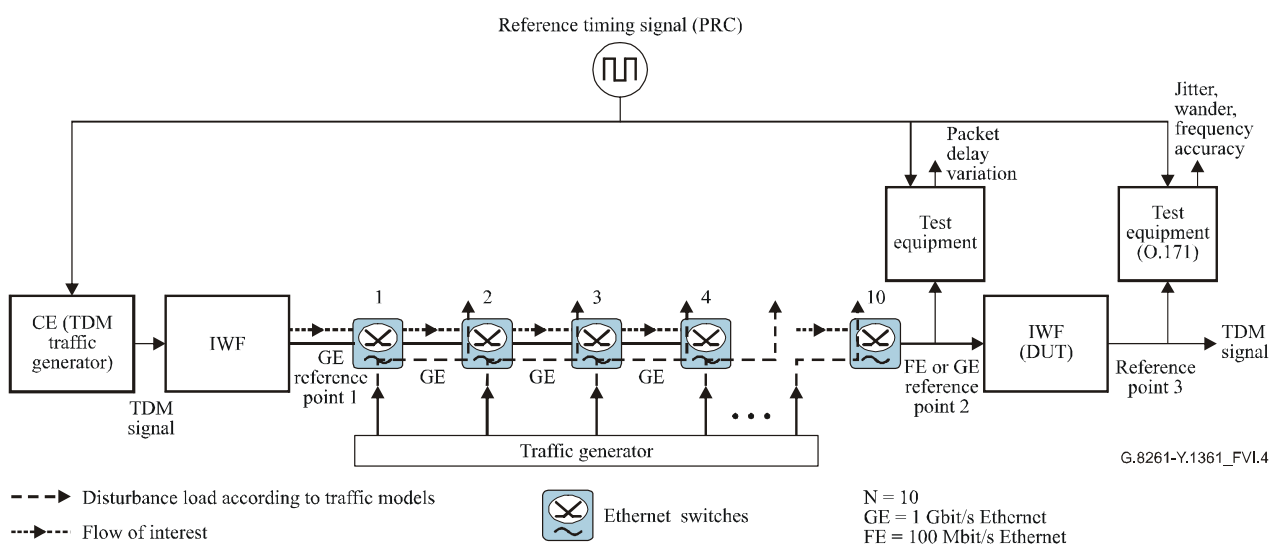 Reference timing signal (PRC)
Jitter,
wander,
frequency
accuracy
Packet
delay
variation
Test
equipment
Test
equipment
(O.171)
CE (TDM
traffic
generator)
IWF
1
2
3
4
10
IWF
(DUT)
TDM
signal
TDM
signal
GE
reference
point 1
GE
GE
GE
FE or GE
reference
point 2
Reference
point 3
Traffic generator
G.8261-Y.1361_FVI.4
Disturbance load according to traffic models
Flow of interest
Ethernet switches
N = 10
GE = 1 Gbit/s Ethernet
FE = 100 Mbit/s Ethernet